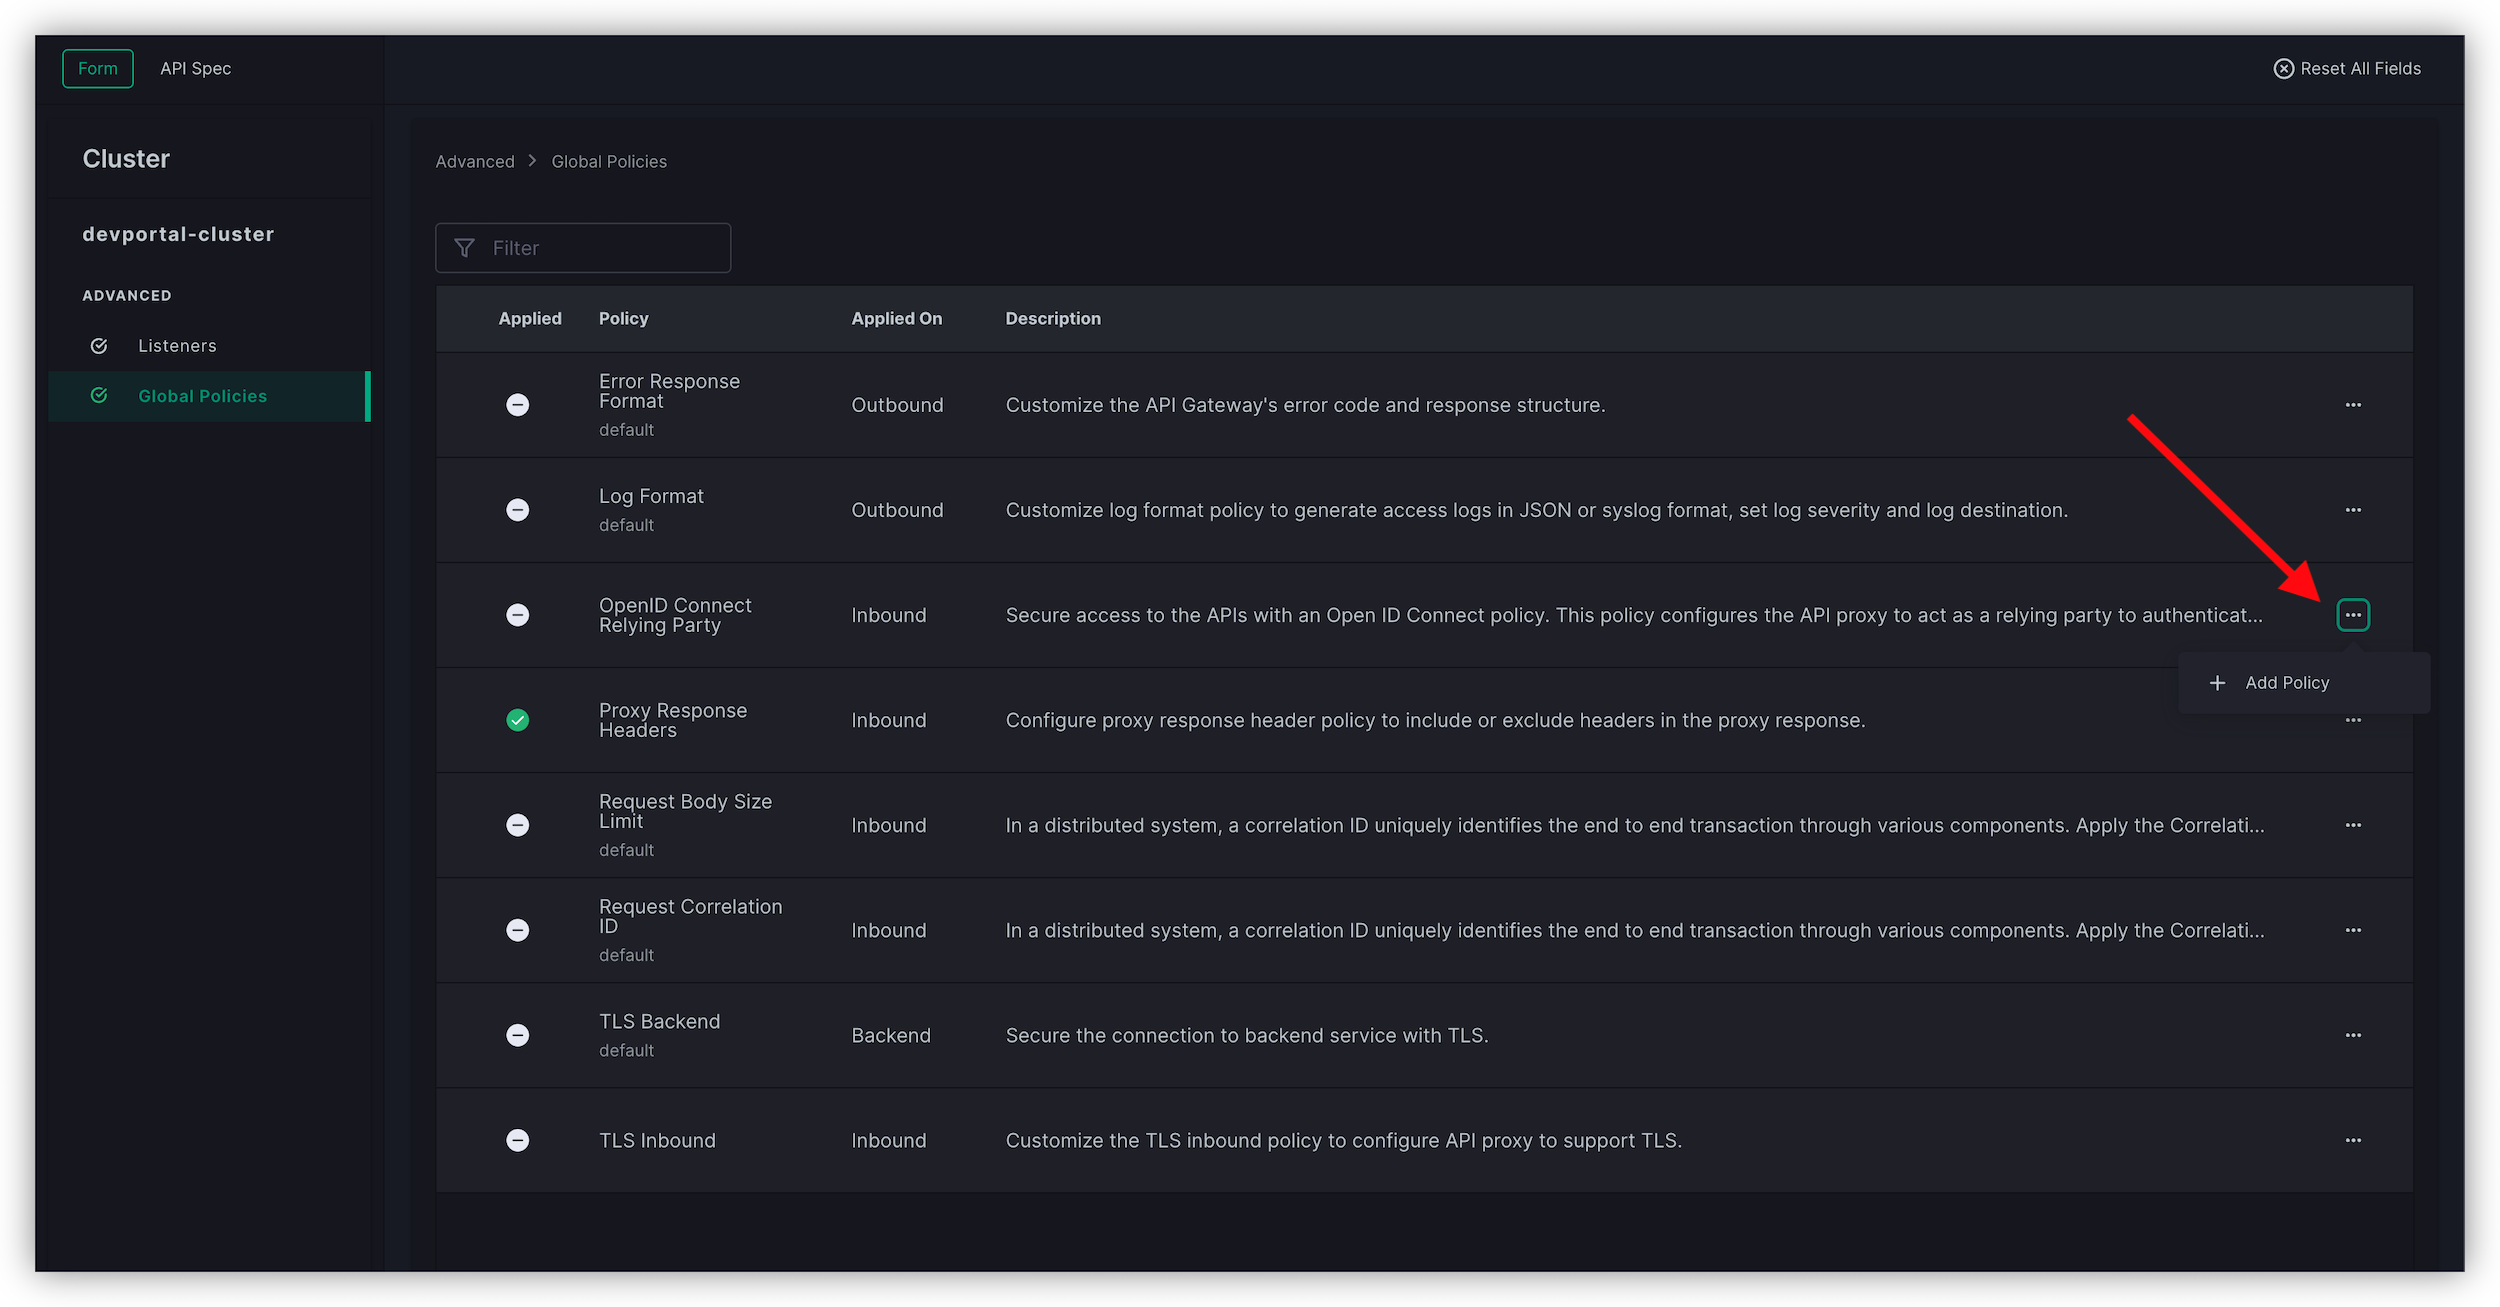 Form API Spec Reset All Fields
Cluster
Advanced > Global Policies
devportal-cluster
Filter
ADVANCED
Listeners
Global Policies
Applied Policy Applied On Description
Error Response
Format
default
Outbound
Customize the API Gateway's error code and response structure.
Log Format
default
Outbound
Customize log format policy to generate access logs in JSON or syslog format, set log severity and log destination.
OpenID Connect
Relying Party
Inbound
Secure access to the APIs with an Open ID Connect policy. This policy configures the API proxy to act as a relying party to authenticat...
Add Policy
Proxy Response
Headers
Inbound
Configure proxy response header policy to include or exclude headers in the proxy response.
Request Body Size
Limit
default
Inbound
In a distributed system, a correlation ID uniquely identifies the end to end transaction through various components. Apply the Correlati...
Request Correlation
ID
default
Inbound
In a distributed system, a correlation ID uniquely identifies the end to end transaction through various components. Apply the Correlati...
TLS Backend
default
Backend
Secure the connection to backend service with TLS.
TLS Inbound
Inbound
Customize the TLS inbound policy to configure API proxy to support TLS.